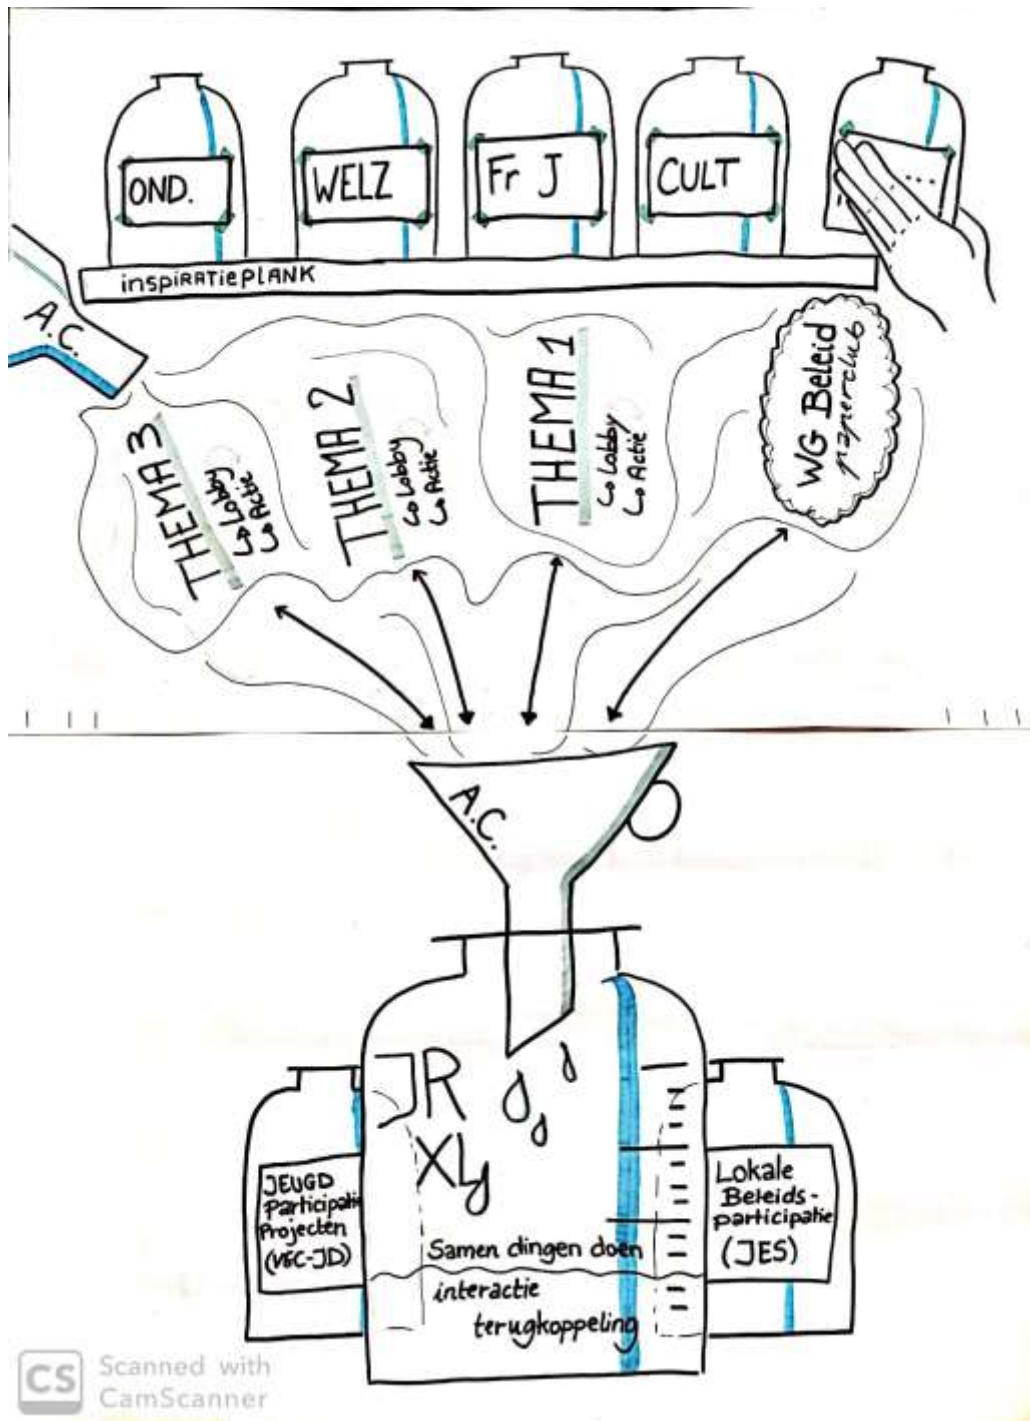 OND.
WELZ
Fr J
CULT
...
inspiratieplank
A.C.
THEMA 3
↳ Lobby
↳ Actie
THEMA 2
↳ Lobby
↳ Actie
THEMA 1
↳ Lobby
↳ Actie
WG Beleid
paperclub
A.C.
JR
XL
JEUGD
Participatie
Projecten
(VGC-JD)
Samen dingen doen
interactie
terugkoppeling
Lokale
Beleids-
participatie
(JES)
CS
Scanned with
CamScanner